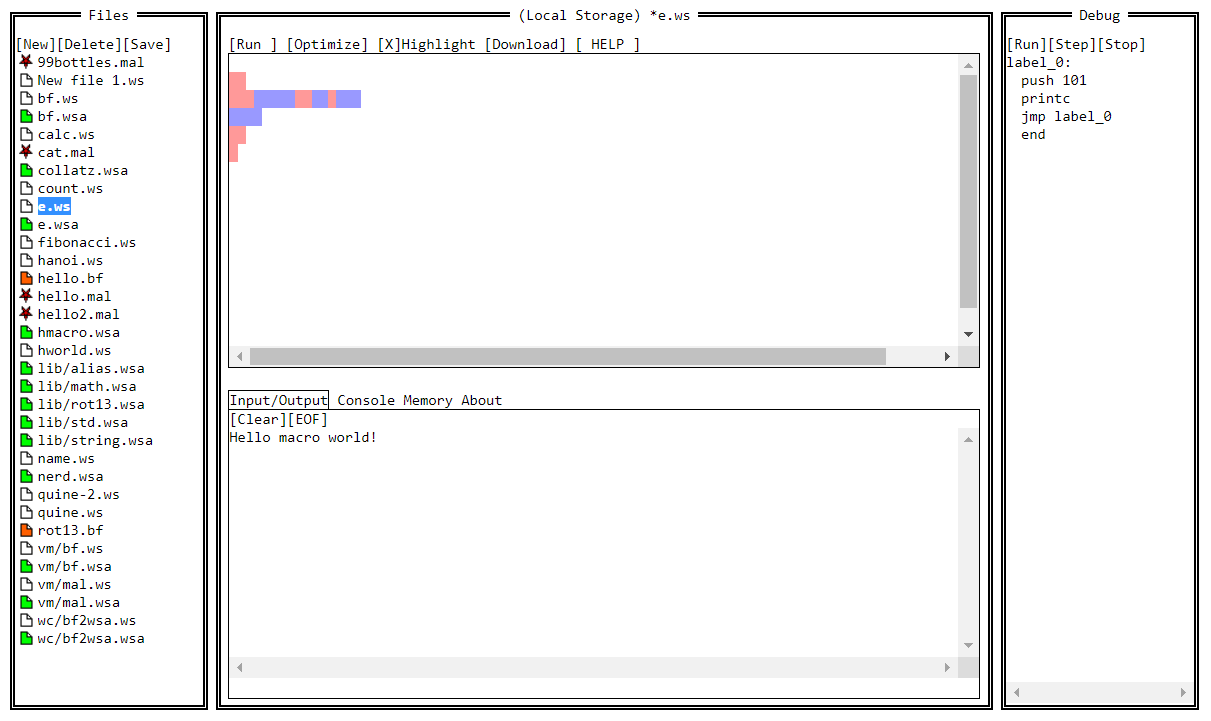 Files
[New][Delete][Save]
99bottles.mal
New file 1.ws
bf.ws
bf.wsa
calc.ws
cat.mal
collatz.wsa
count.ws
e.ws
e.wsa
fibonacci.ws
hanoi.ws
hello.bf
hello.mal
hello2.mal
hmacro.wsa
hworld.ws
lib/alias.wsa
lib/math.wsa
lib/rot13.wsa
lib/std.wsa
lib/string.wsa
name.ws
nerd.wsa
quine-2.ws
quine.ws
rot13.bf
vm/bf.ws
vm/bf.wsa
vm/mal.ws
vm/mal.wsa
wc/bf2wsa.ws
wc/bf2wsa.wsa
(Local Storage) *e.ws
[Run ] [Optimize] [X]Highlight [Download] [ HELP ]
Input/Output Console Memory About
[Clear][EOF]
Hello macro world!
Debug
[Run][Step][Stop]
label_0:
push 101
printc
jmp label_0
end